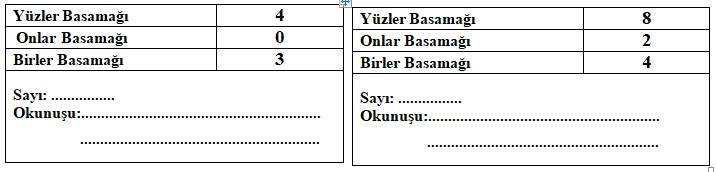 Yüzler Basamağı 4
Onlar Basamağı 0
Birler Basamağı 3
Sayı: ................
Okunuşu:............................................................
............................................................
Yüzler Basamağı 8
Onlar Basamağı 2
Birler Basamağı 4
Sayı: ................
Okunuşu:..........................................................
..........................................................